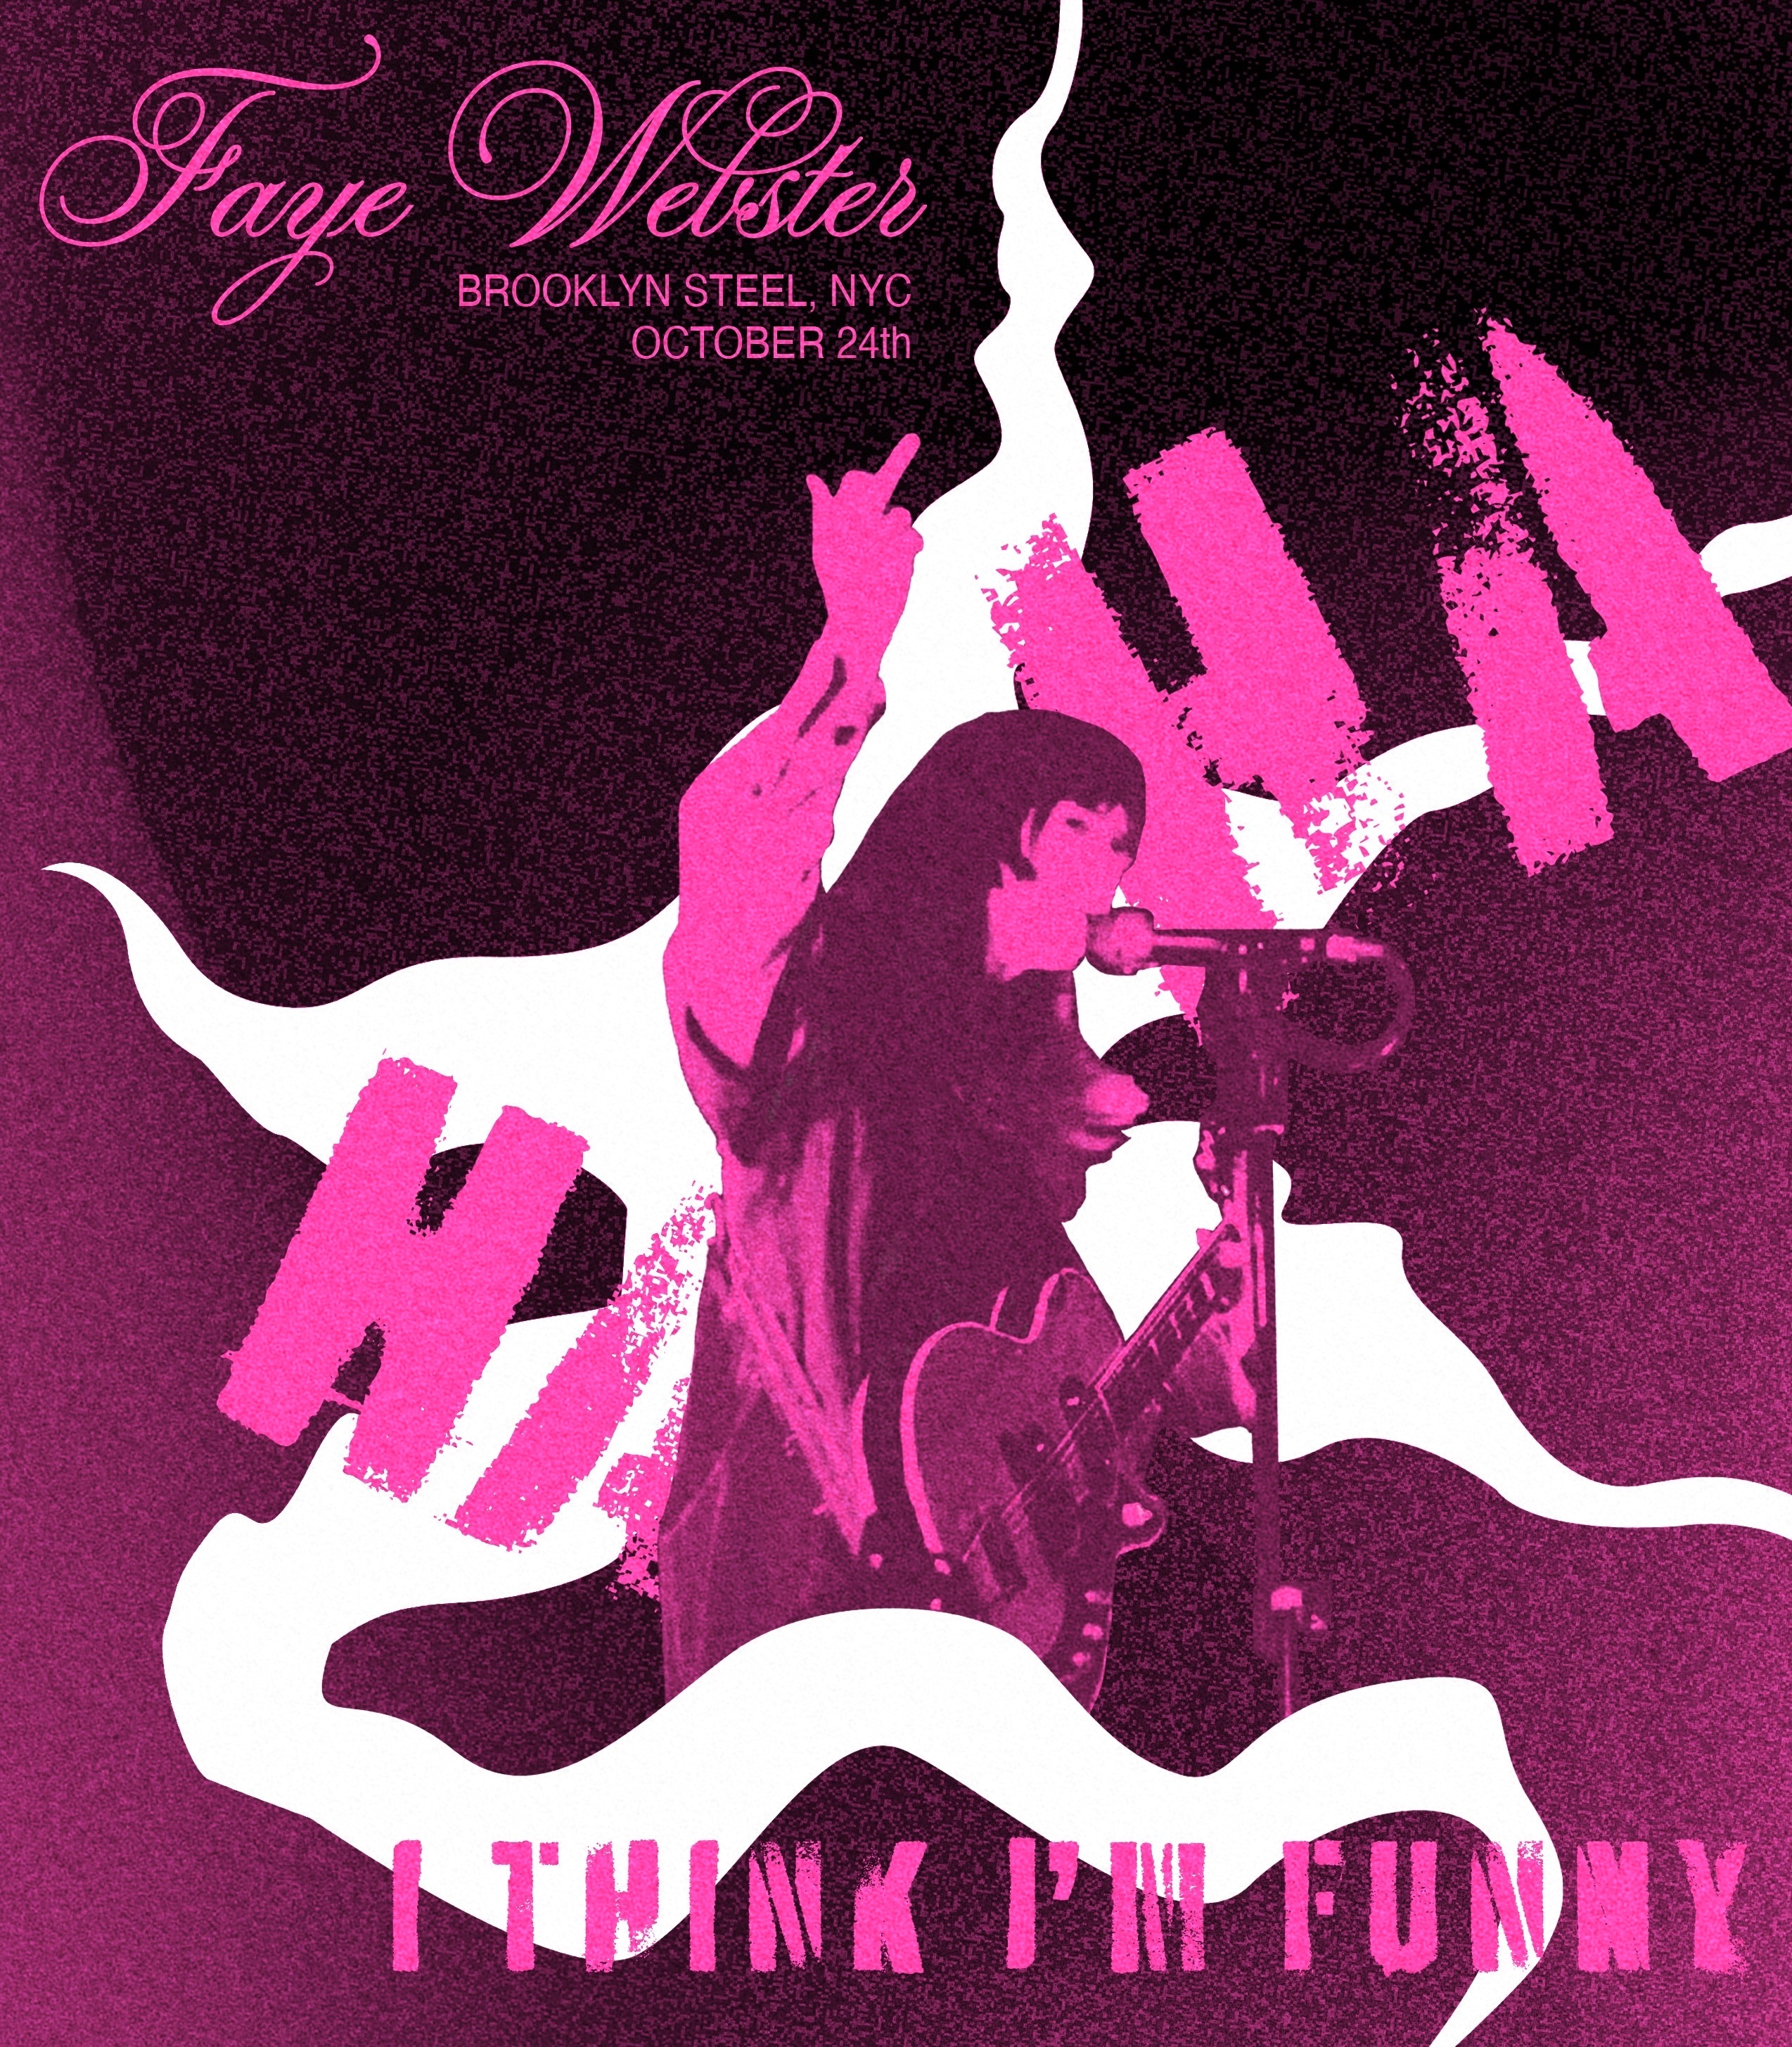 Faye Webster
BROOKLYN STEEL, NYC
OCTOBER 24th
HA
HA
I THINK I'M FUNNY